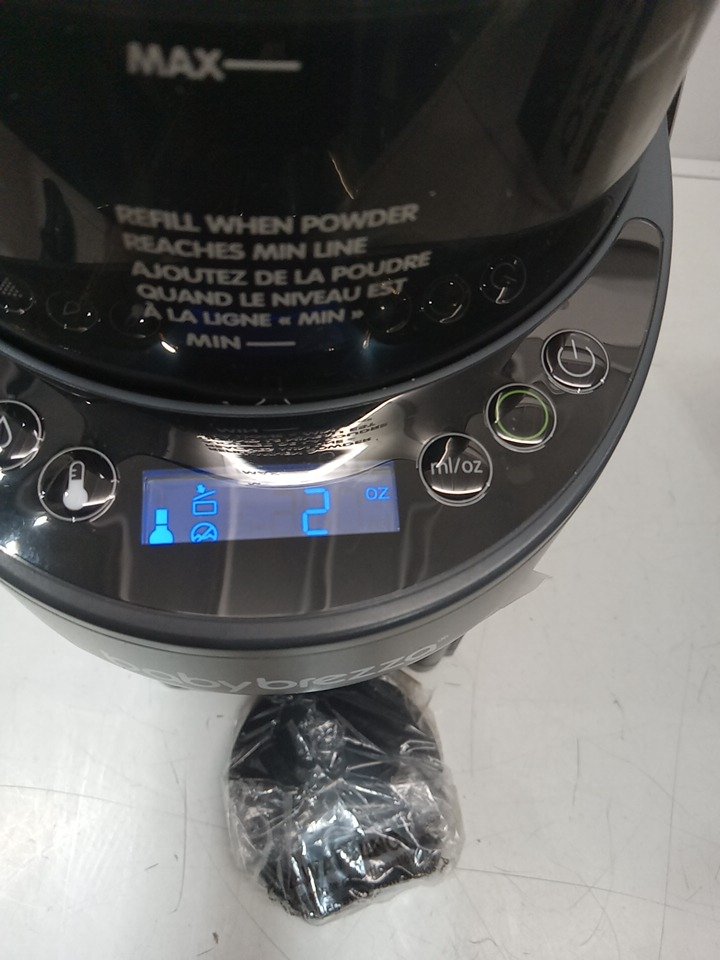 MAX
REFILL WHEN POWDER
REACHES MIN LINE
AJOUTEZ DE LA POUDRE
QUAND LE NIVEAU EST
À LA LIGNE « MIN »
MIN
ml/oz
2 OZ
babybrezza